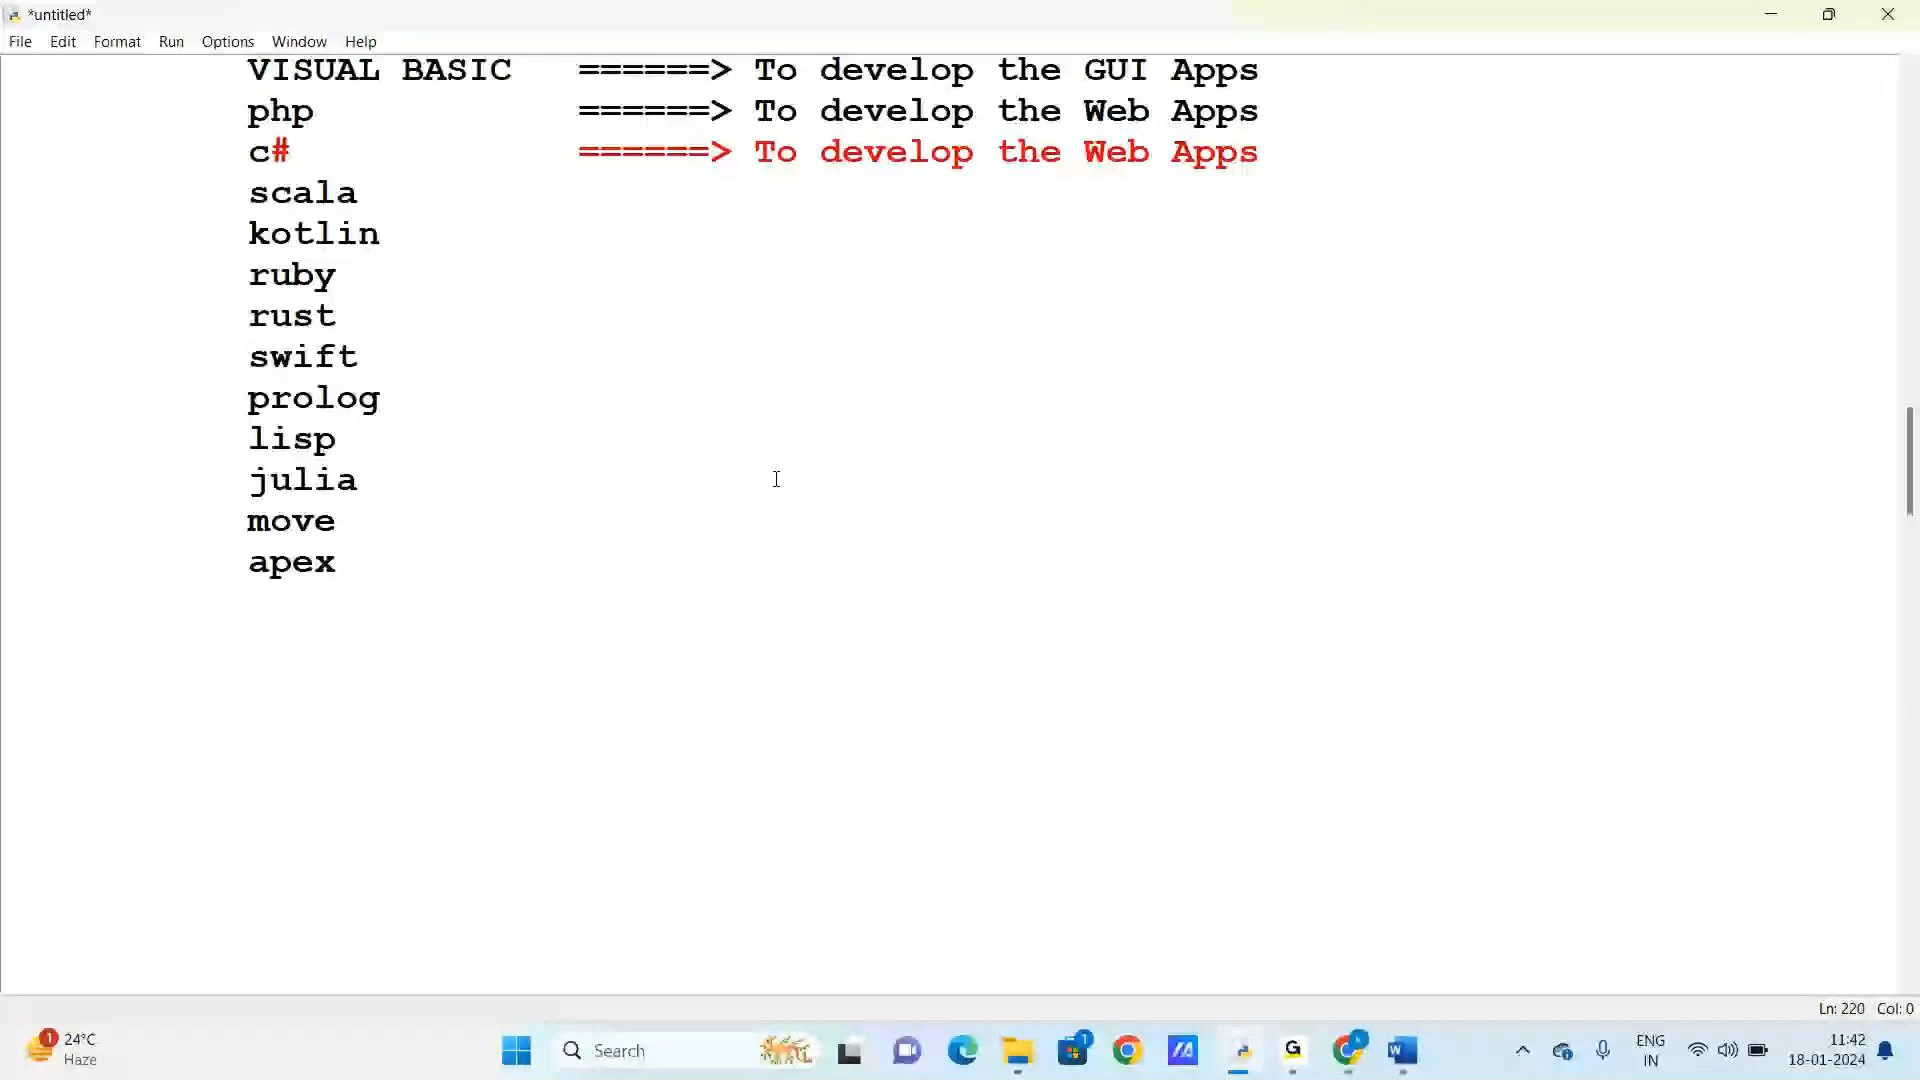 *untitled*
File Edit Format Run Options Window Help
VISUAL BASIC ======> To develop the GUI Apps
php ======> To develop the Web Apps
c# ======> To develop the Web Apps
scala
kotlin
ruby
rust
swift
prolog
lisp
julia
move
apex
Ln: 220 Col: 0
1
24°C
Haze
Search
1
G
k
W
ENG
IN
11:42
18-01-2024